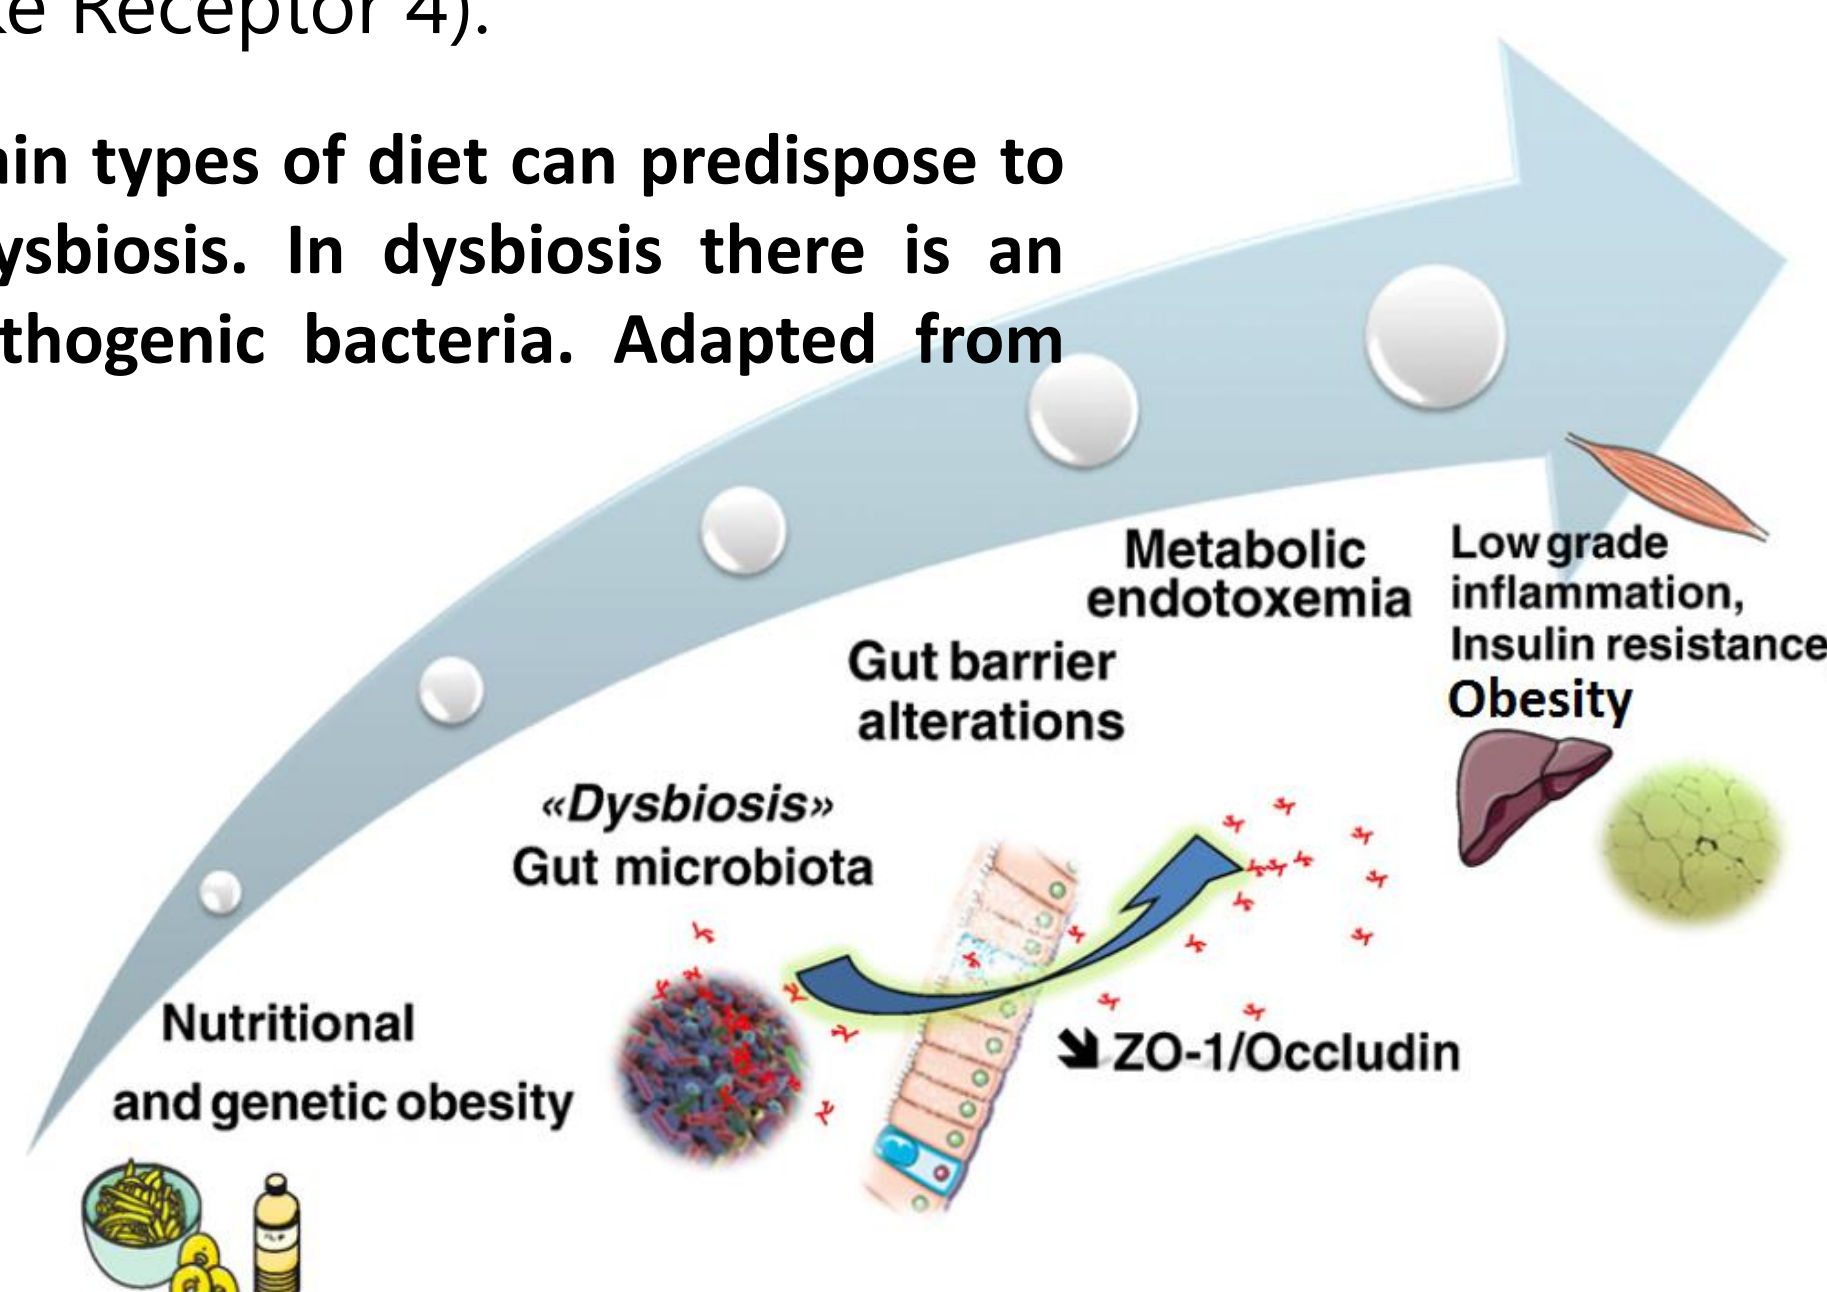 ke Receptor 4).
ain types of diet can predispose to
ysbiosis. In dysbiosis there is an
thogenic bacteria. Adapted from
Metabolic
endotoxemia
Low grade
inflammation,
Insulin resistance
Obesity
Gut barrier
alterations
«Dysbiosis»
Gut microbiota
Nutritional
and genetic obesity
ZO-1/Occludin